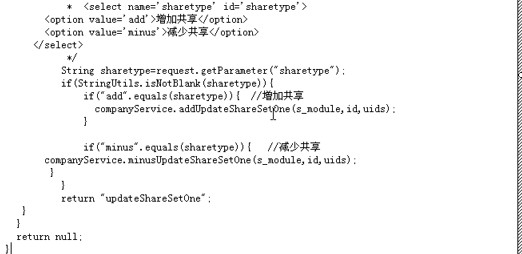 * <select name='sharetype' id='sharetype'>
<option value='add'>增加共享</option>
<option value='minus'>减少共享</option>
</select>
*/
String sharetype=request.getParameter("sharetype");
if(StringUtils.isNotBlank(sharetype)){
if("add".equals(sharetype)){ //增加共享
companyService.addUpdateShareSetOne(s_module,id,uids);
}
if("minus".equals(sharetype)){ //减少共享
companyService.minusUpdateShareSetOne(s_module,id,uids);
}
}
return "updateShareSetOne";
}
}
return null;
}